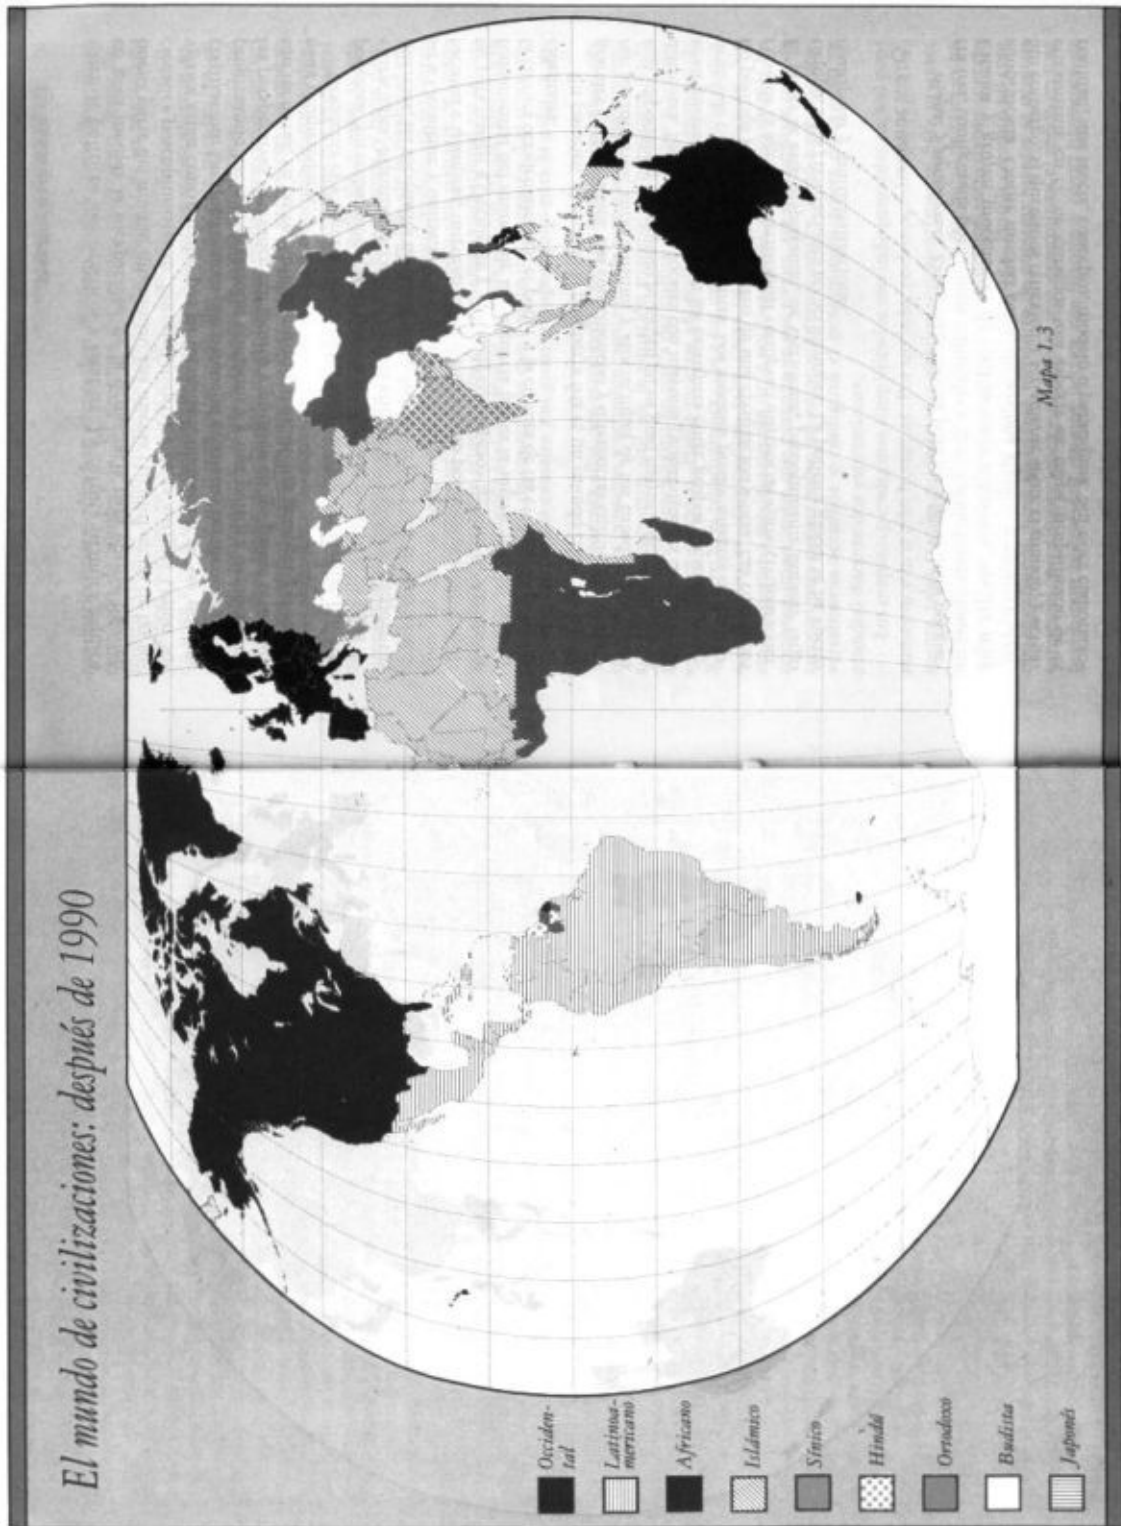 El mundo de civilizaciones: después de 1990
Occiden-
tal
Latinoa-
mericano
Africano
Islámico
Sínico
Hindú
Ortodoxo
Budista
Japonés
Mapa 1.3